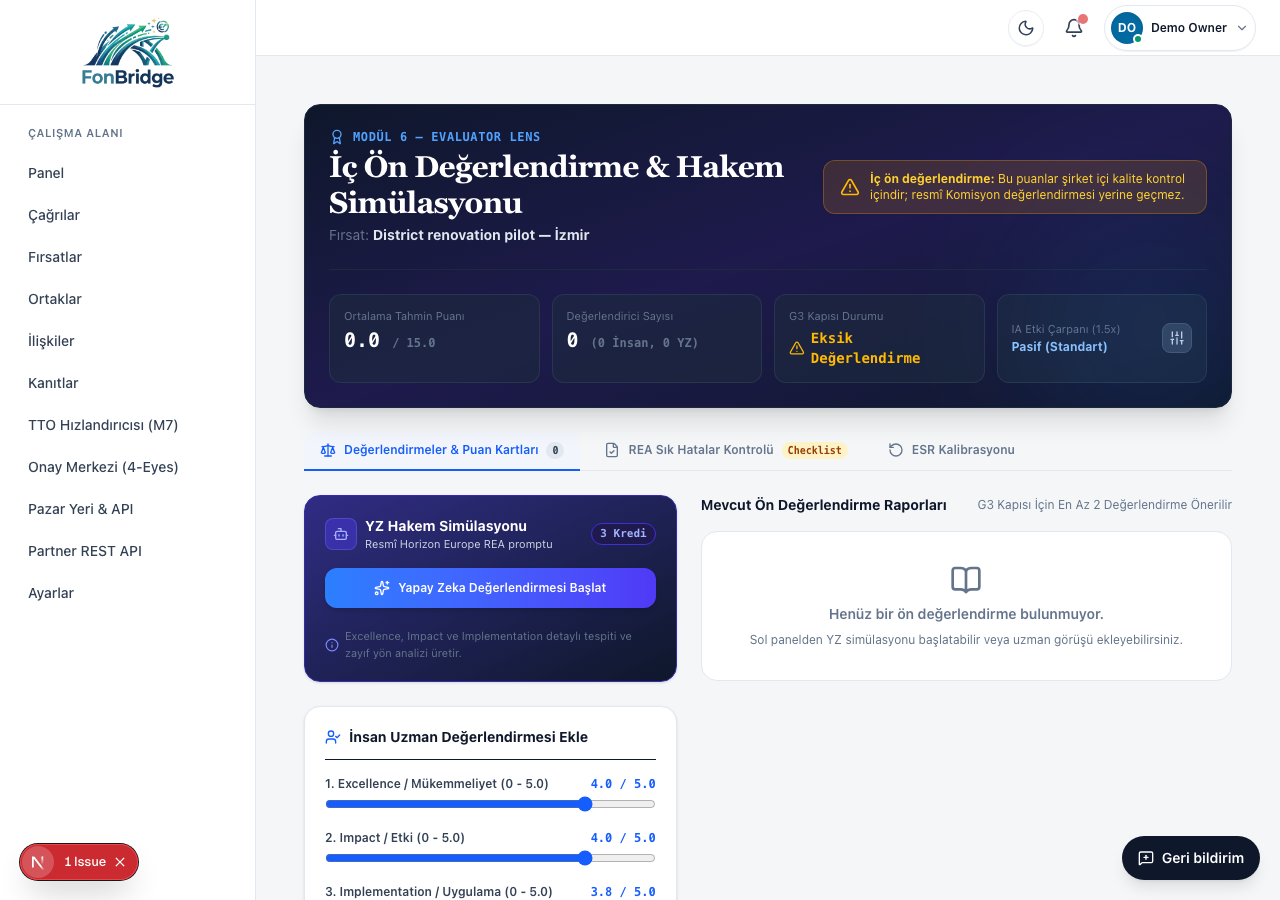 FonBridge
DO
Demo Owner
ÇALIŞMA ALANI
Panel
Çağrılar
Fırsatlar
Ortaklar
İlişkiler
Kanıtlar
TTO Hızlandırıcısı (M7)
Onay Merkezi (4-Eyes)
Pazar Yeri & API
Partner REST API
Ayarlar
N
1 Issue
MODÜL 6 — EVALUATOR LENS
İç Ön Değerlendirme & Hakem
Simülasyonu
Fırsat: District renovation pilot — İzmir
İç ön değerlendirme: Bu puanlar şirket içi kalite kontrol
içindir; resmî Komisyon değerlendirmesi yerine geçmez.
Ortalama Tahmin Puanı
0.0 / 15.0
Değerlendirici Sayısı
0 (0 İnsan, 0 YZ)
G3 Kapısı Durumu
Eksik
Değerlendirme
IA Etki Çarpanı (1.5x)
Pasif (Standart)
Değerlendirmeler & Puan Kartları 0
REA Sık Hatalar Kontrolü Checklist
ESR Kalibrasyonu
YZ Hakem Simülasyonu
Resmî Horizon Europe REA promptu
3 Kredi
Yapay Zeka Değerlendirmesi Başlat
Excellence, Impact ve Implementation detaylı tespiti ve
zayıf yön analizi üretir.
Mevcut Ön Değerlendirme Raporları
G3 Kapısı İçin En Az 2 Değerlendirme Önerilir
Henüz bir ön değerlendirme bulunmuyor.
Sol panelden YZ simülasyonu başlatabilir veya uzman görüşü ekleyebilirsiniz.
İnsan Uzman Değerlendirmesi Ekle
1. Excellence / Mükemmeliyet (0 - 5.0) 4.0 / 5.0
2. Impact / Etki (0 - 5.0) 4.0 / 5.0
3. Implementation / Uygulama (0 - 5.0) 3.8 / 5.0
Geri bildirim